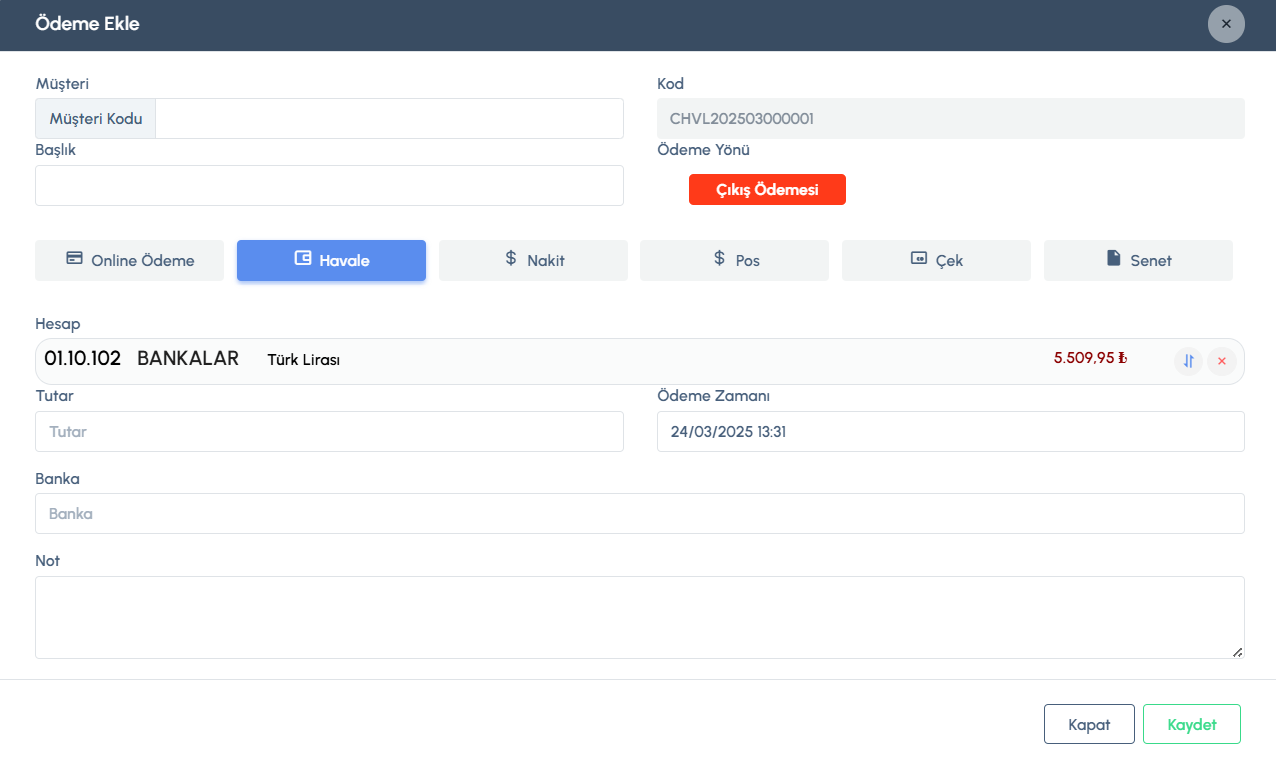 Ödeme Ekle
Müşteri
Kod
Müşteri Kodu
CHVL202503000001
Başlık
Ödeme Yönü
Çıkış Ödemesi
Online Ödeme
Havale
$ Nakit
$ Pos
Çek
Senet
Hesap
01.10.102 BANKALAR Türk Lirası 5.509,95 ₺
Tutar
Ödeme Zamanı
Tutar
24/03/2025 13:31
Banka
Banka
Not
Kapat
Kaydet